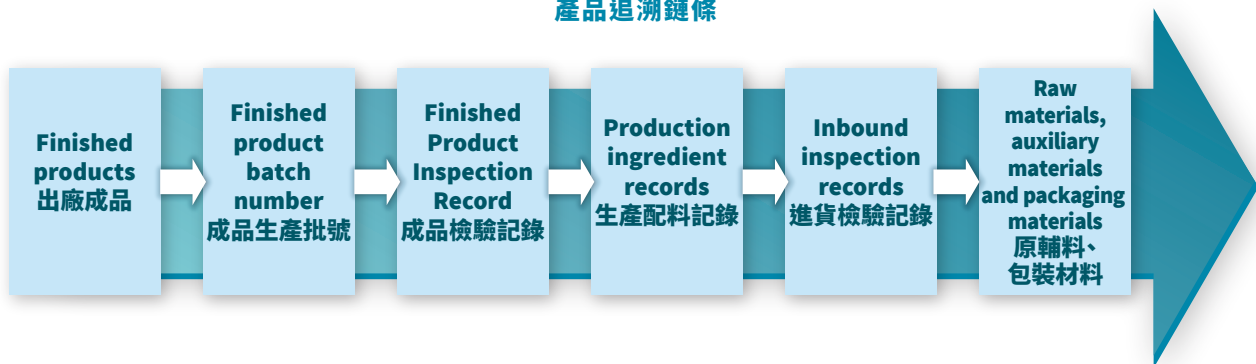 產品追溯鏈條
Finished
products
出廠成品
Finished
product
batch
number
成品生產批號
Finished
Product
Inspection
Record
成品檢驗記錄
Production
ingredient
records
生產配料記錄
Inbound
inspection
records
進貨檢驗記錄
Raw
materials,
auxiliary
materials
and packaging
materials
原輔料、
包裝材料